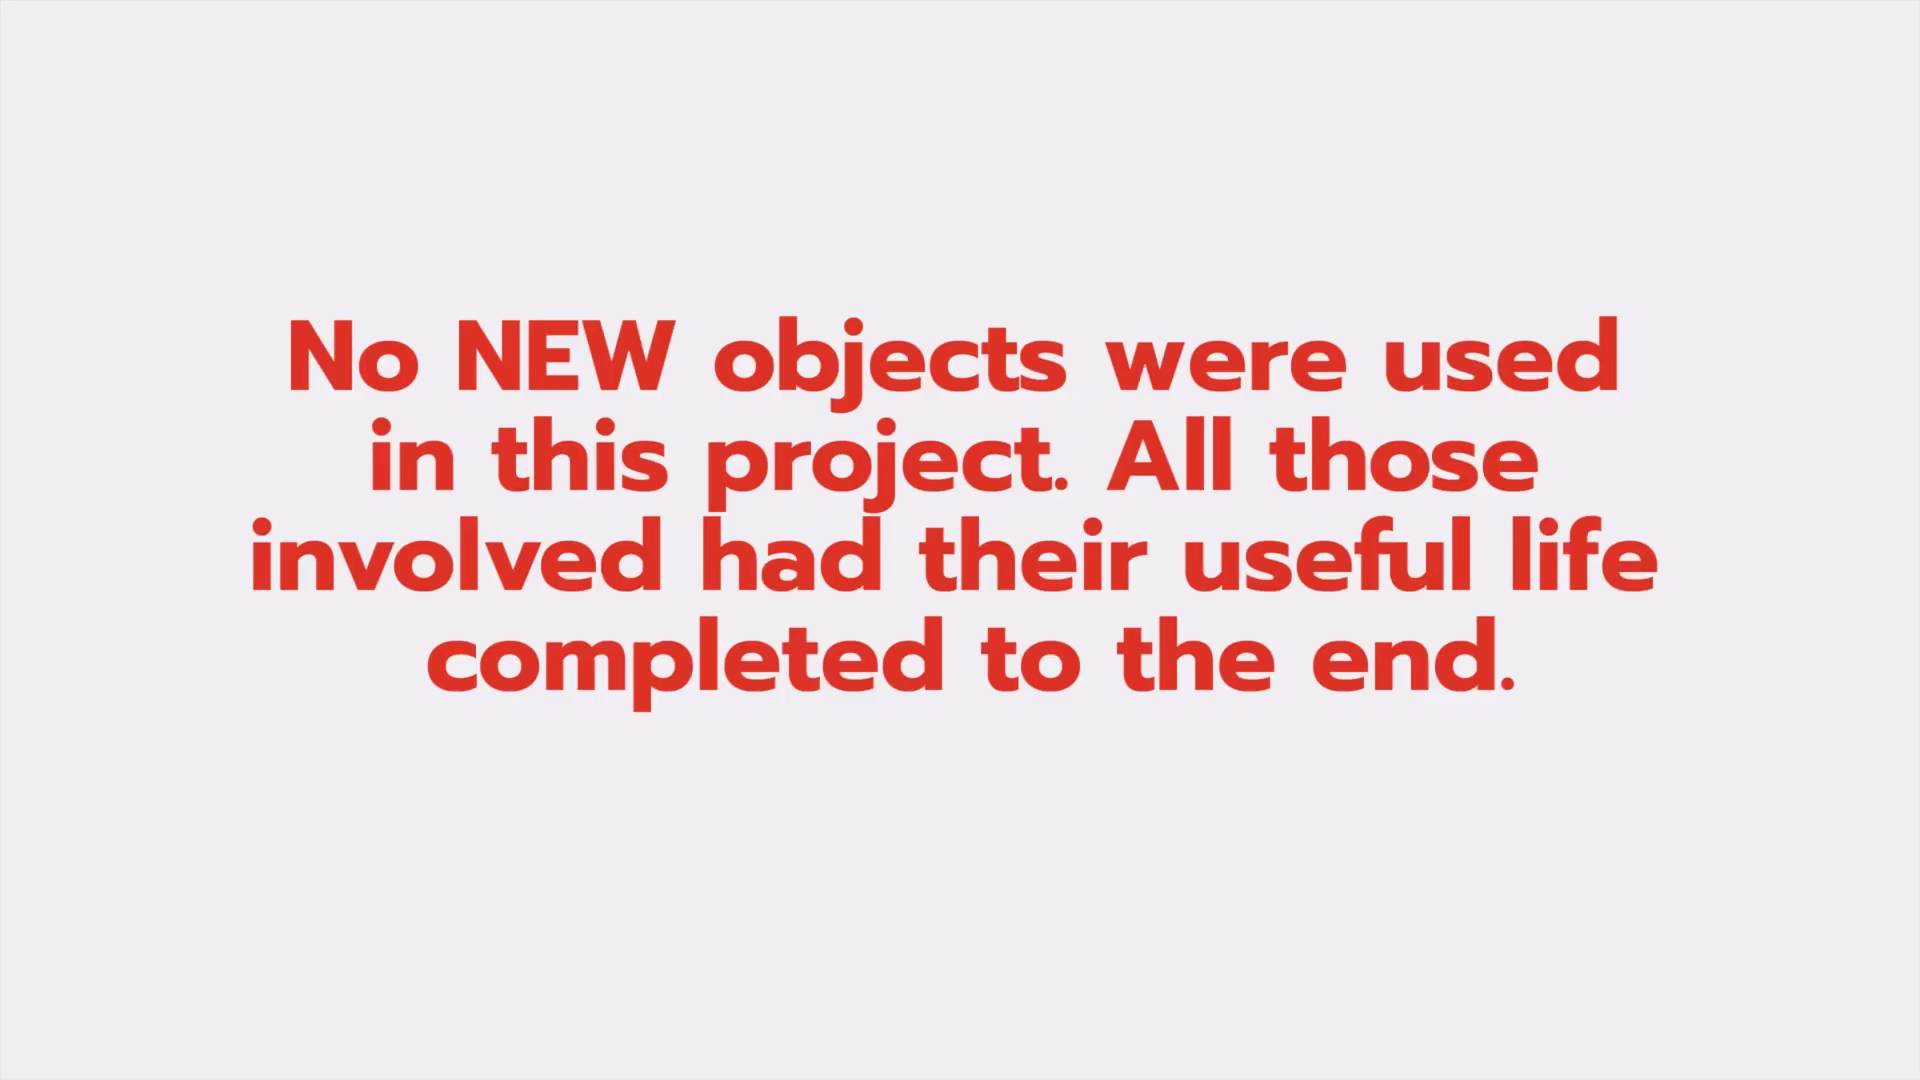 No NEW objects were used
in this project. All those
involved had their useful life
completed to the end.